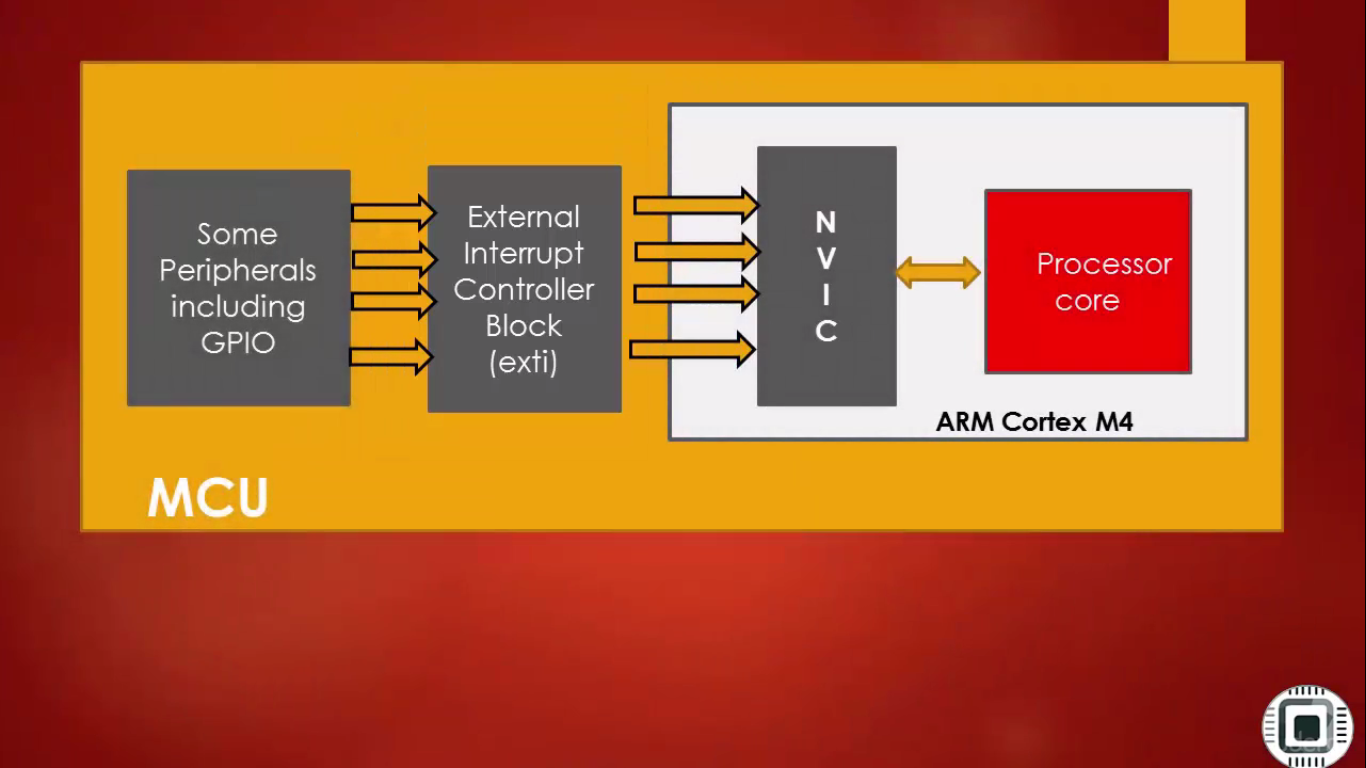 Some
Peripherals
including
GPIO
External
Interrupt
Controller
Block
(exti)
N
V
I
C
Processor
core
ARM Cortex M4
MCU